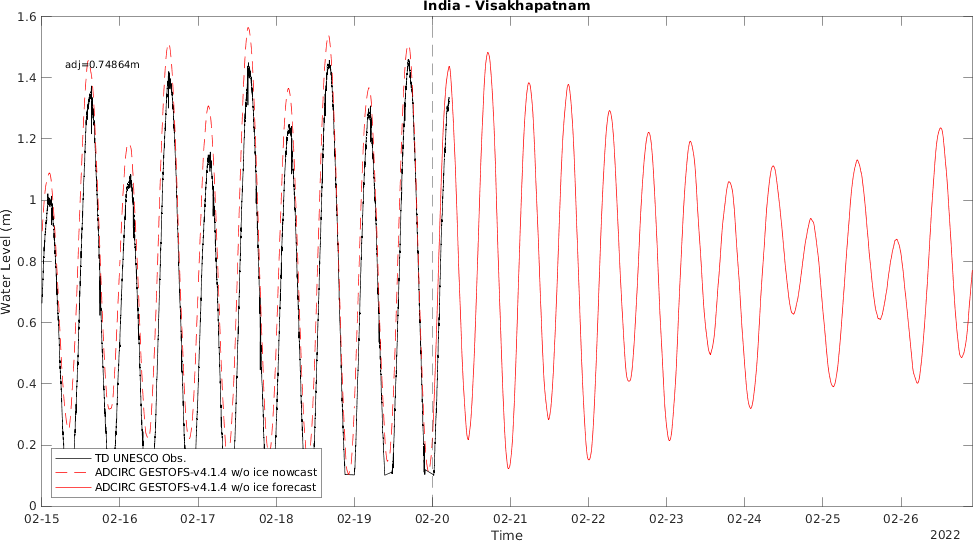 India - Visakhapatnam
1.6
1.4
1.2
1
0.8
0.6
0.4
0.2
0
Water Level (m)
adj=0.74864m
TD UNESCO Obs.
ADCIRC GESTOFS-v4.1.4 w/o ice nowcast
ADCIRC GESTOFS-v4.1.4 w/o ice forecast
02-15 02-16 02-17 02-18 02-19 02-20 02-21 02-22 02-23 02-24 02-25 02-26
Time
2022